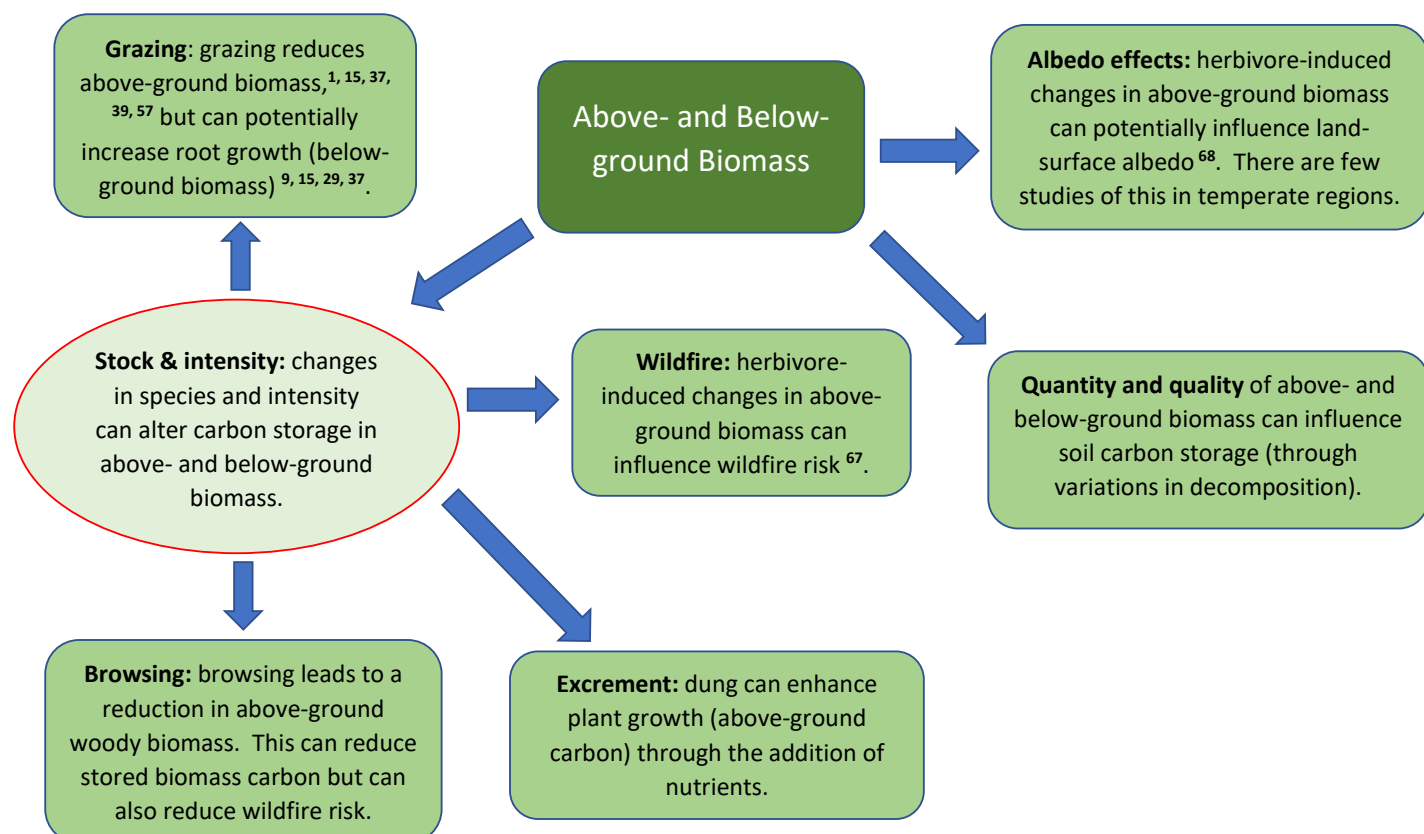 Grazing: grazing reduces
above-ground biomass,1, 15, 37,
39, 57 but can potentially
increase root growth (below-
ground biomass) 9, 15, 29, 37.
Above- and Below-
ground Biomass
Albedo effects: herbivore-induced
changes in above-ground biomass
can potentially influence land-
surface albedo 68. There are few
studies of this in temperate regions.
Stock & intensity: changes
in species and intensity
can alter carbon storage in
above- and below-ground
biomass.
Wildfire: herbivore-
induced changes in above-
ground biomass can
influence wildfire risk 67.
Quantity and quality of above- and
below-ground biomass can influence
soil carbon storage (through
variations in decomposition).
Browsing: browsing leads to a
reduction in above-ground
woody biomass. This can reduce
stored biomass carbon but can
also reduce wildfire risk.
Excrement: dung can enhance
plant growth (above-ground
carbon) through the addition of
nutrients.